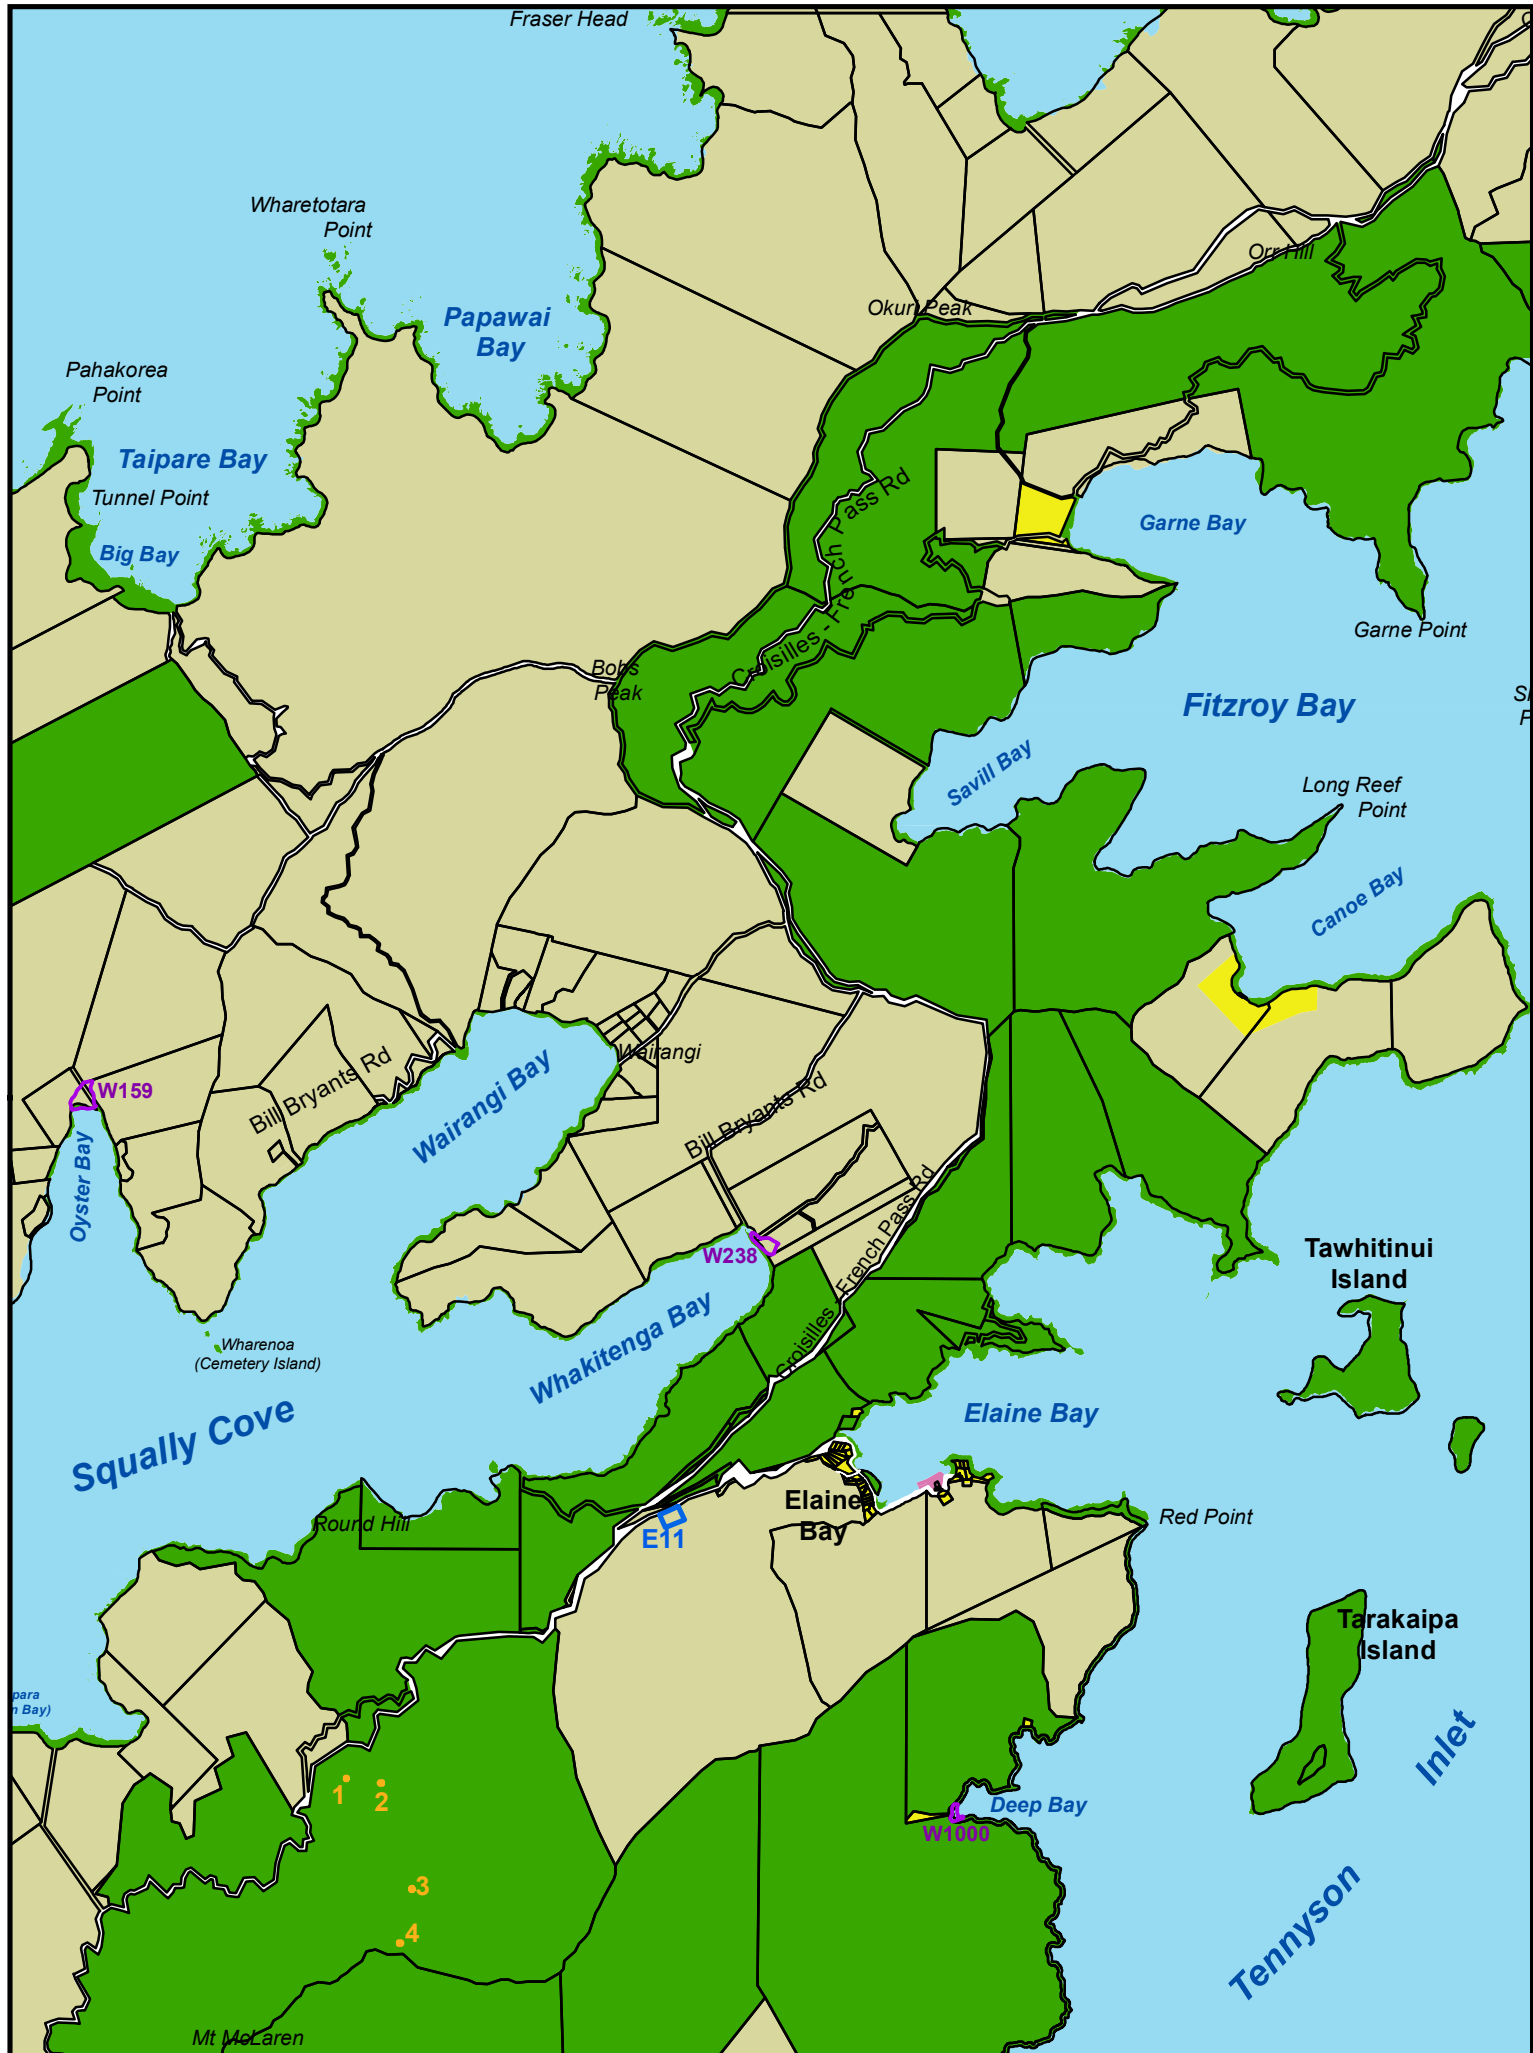 Fraser Head
Wharetotara
Point
Orr Hill
Okuri Peak
Papawai
Bay
Pahakorea
Point
Taipare Bay
Tunnel Point
Big Bay
Croisilles - French Pass Rd
Garne Bay
Garne Point
Bobs
Peak
Fitzroy Bay
Savill Bay
Long Reef
Point
Canoe Bay
Wairangi
W159
Bill Bryants Rd
Wairangi Bay
Bill Bryants Rd
Oyster Bay
W238
Croisilles - French Pass Rd
Tawhitinui
Island
Whakitenga Bay
Wharenoa
(Cemetery Island)
Squally Cove
Elaine Bay
Elaine
Bay
Round Hill
E11
Red Point
Tarakaipa
Island
para
n Bay)
Inlet
1
2
Deep Bay
W1000
3
4
Tennyson
Mt McLaren